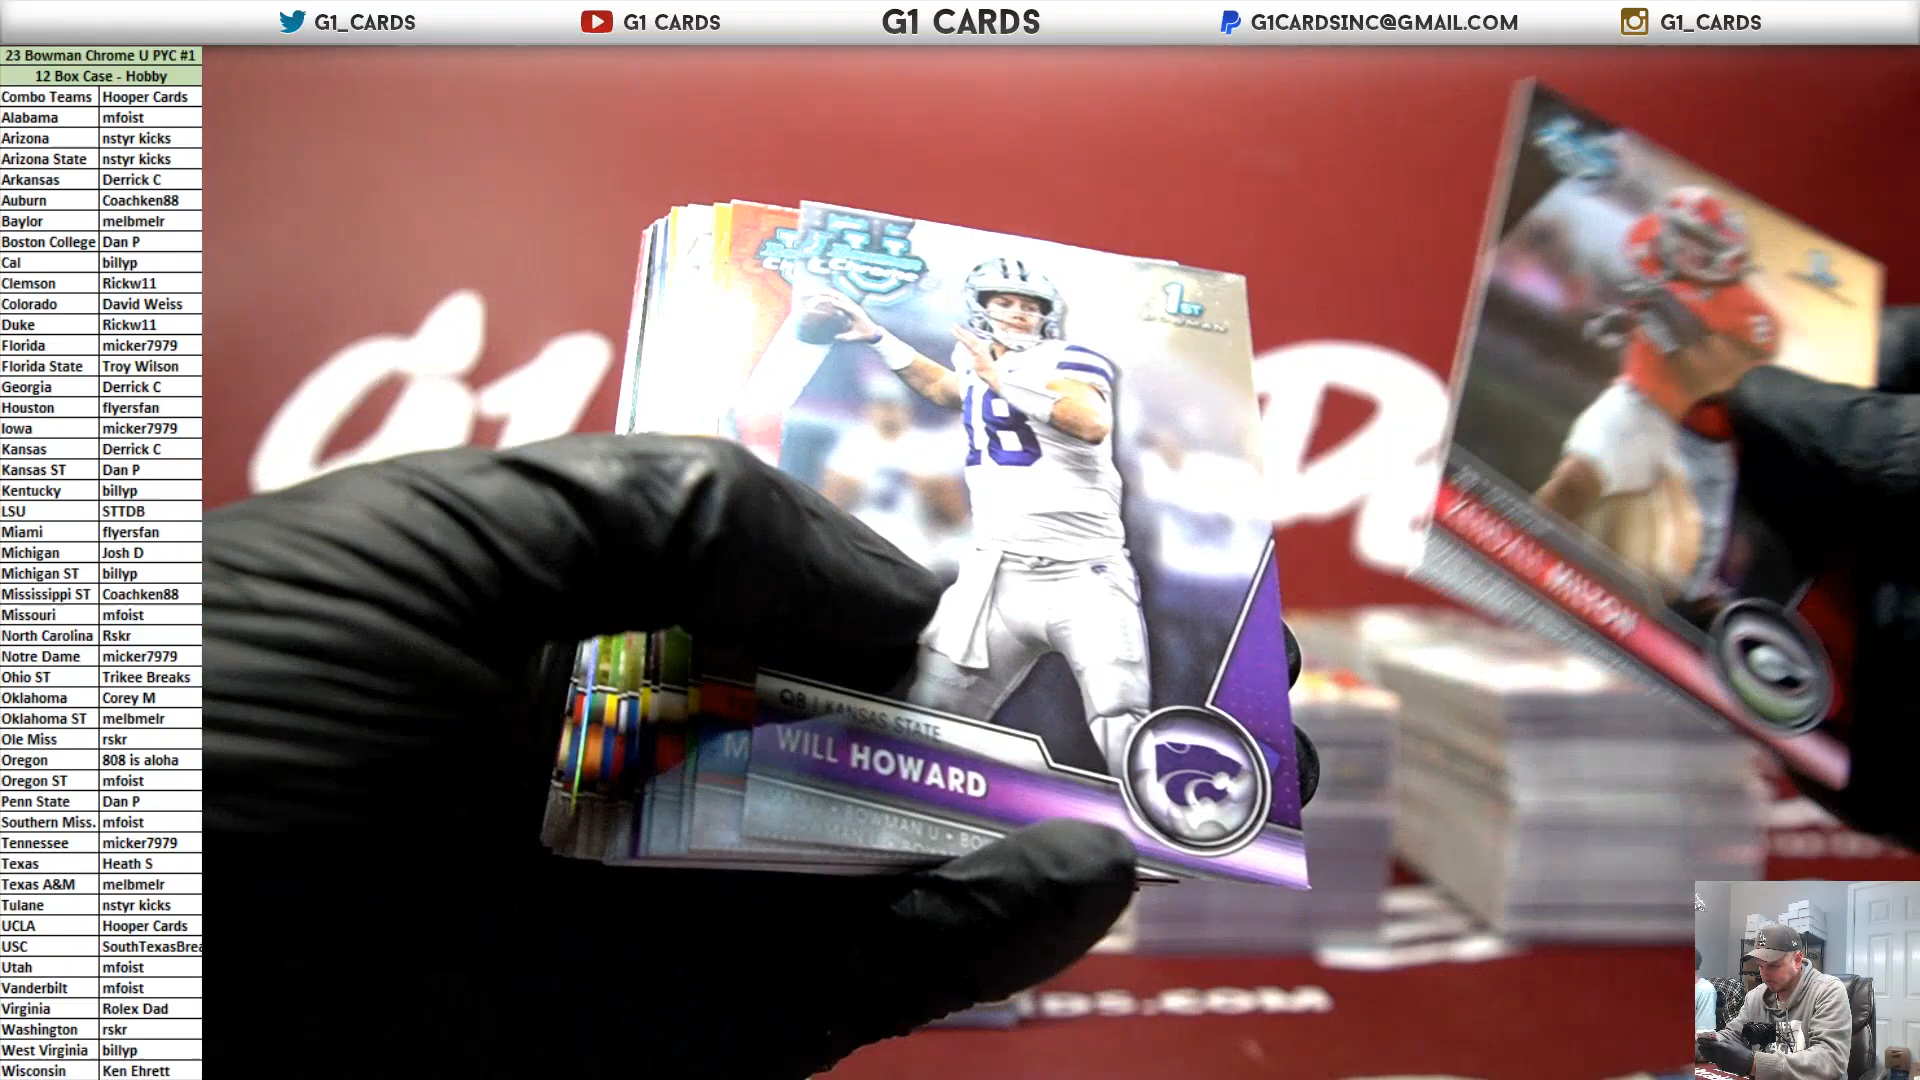 G1_CARDS
G1 CARDS
G1 CARDS
G1CARDSINC@GMAIL.COM
G1_CARDS
23 Bowman Chrome U PYC #1
12 Box Case - Hobby
Combo Teams Hooper Cards
Alabama mfoist
Arizona nstyr kicks
Arizona State nstyr kicks
Arkansas Derrick C
Auburn Coachken88
Baylor melbmelr
Boston College Dan P
Cal billyp
Clemson Rickw11
Colorado David Weiss
Duke Rickw11
Florida micker7979
Florida State Troy Wilson
Georgia Derrick C
Houston flyersfan
Iowa micker7979
Kansas Derrick C
Kansas ST Dan P
Kentucky billyp
LSU STTDB
Miami flyersfan
Michigan Josh D
Michigan ST billyp
Mississippi ST Coachken88
Missouri mfoist
North Carolina Rskr
Notre Dame micker7979
Ohio ST Trikee Breaks
Oklahoma Corey M
Oklahoma ST melbmelr
Ole Miss rskr
Oregon 808 is aloha
Oregon ST mfoist
Penn State Dan P
Southern Miss. mfoist
Tennessee micker7979
Texas Heath S
Texas A&M melbmelr
Tulane nstyr kicks
UCLA Hooper Cards
USC SouthTexasBrea
Utah mfoist
Vanderbilt mfoist
Virginia Rolex Dad
Washington rskr
West Virginia billyp
Wisconsin Ken Ehrett
Bowman
Chrome
1ST
BOWMAN
18
QB | KANSAS STATE
WILL HOWARD
BOWMAN U
G1